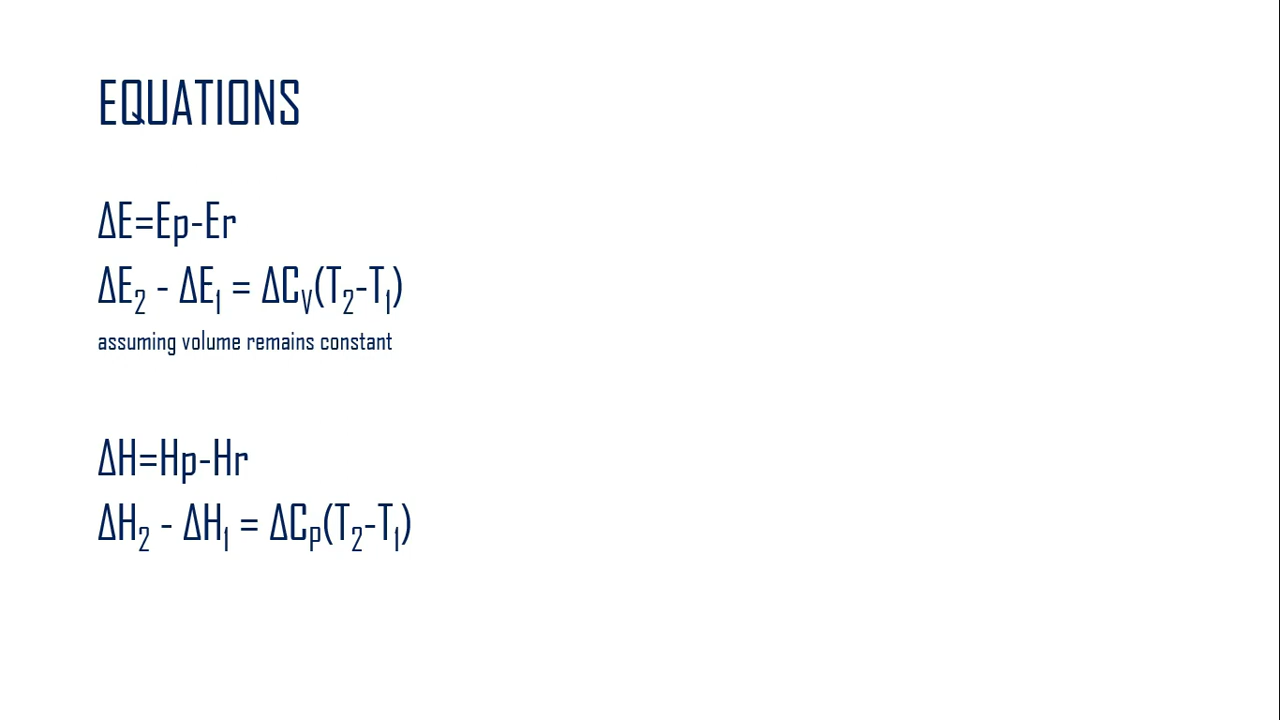 EQUATIONS
ΔE=Ep-Er
ΔE₂ - ΔE₁ = ΔCᵥ(T₂-T₁)
assuming volume remains constant
ΔH=Hp-Hr
ΔH₂ - ΔH₁ = ΔCₚ(T₂-T₁)